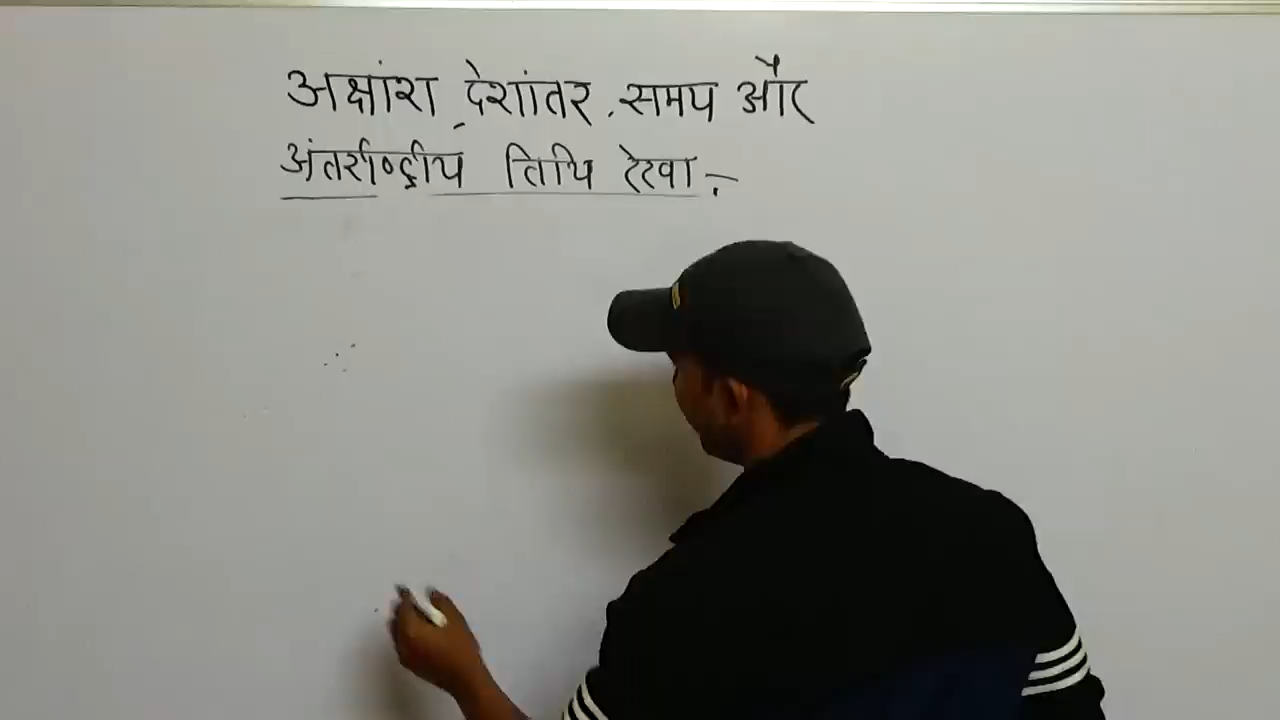 अक्षांश, देशांतर, समय और
अंतर्राष्ट्रीय तिथि रेखा :-